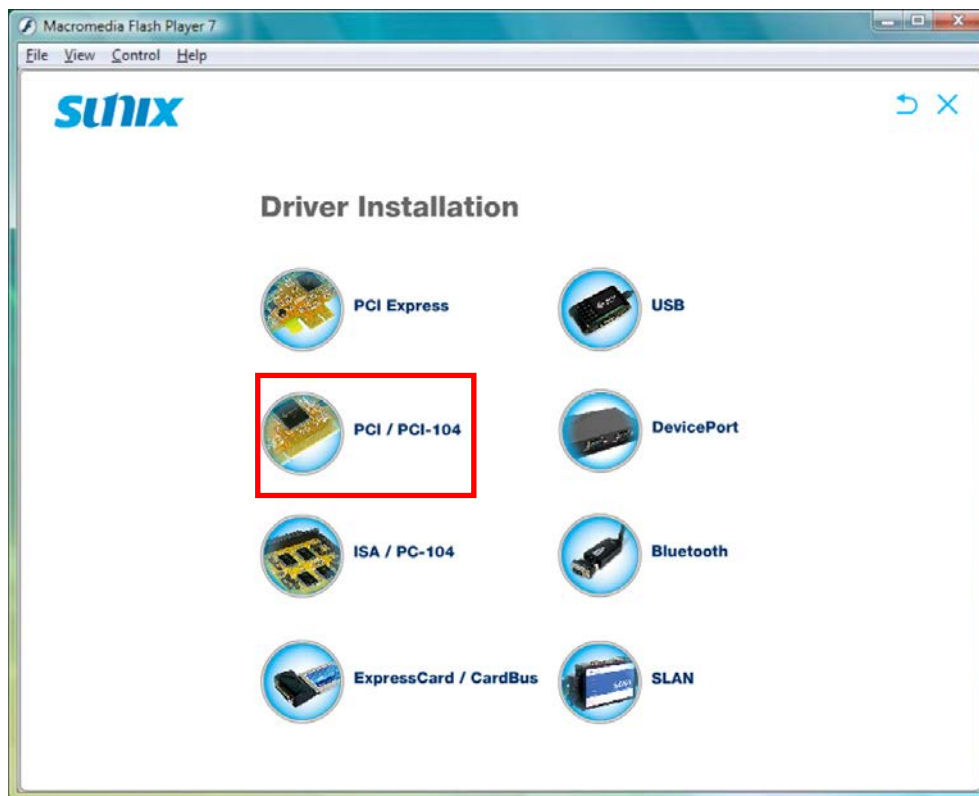 Macromedia Flash Player 7
File View Control Help
SUNIX
Driver Installation
PCI Express
USB
PCI / PCI-104
DevicePort
ISA / PC-104
Bluetooth
ExpressCard / CardBus
SLAN